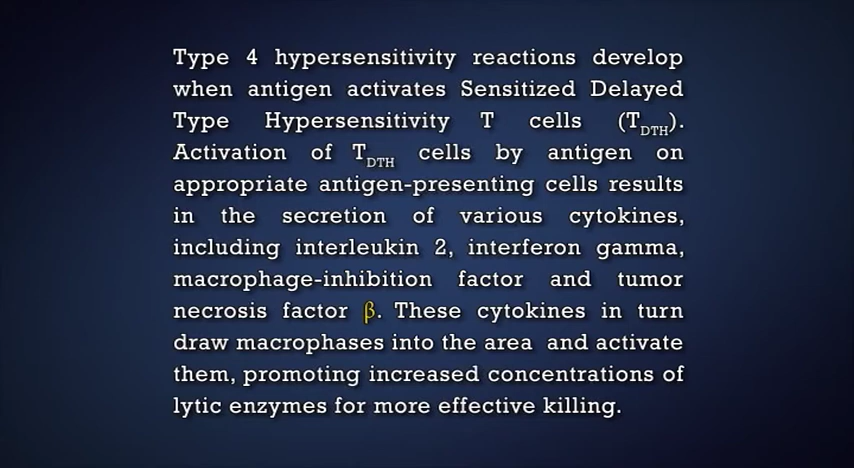 Type 4 hypersensitivity reactions develop
when antigen activates Sensitized Delayed
Type Hypersensitivity T cells (TDTH).
Activation of TDTH cells by antigen on
appropriate antigen-presenting cells results
in the secretion of various cytokines,
including interleukin 2, interferon gamma,
macrophage-inhibition factor and tumor
necrosis factor β. These cytokines in turn
draw macrophases into the area and activate
them, promoting increased concentrations of
lytic enzymes for more effective killing.